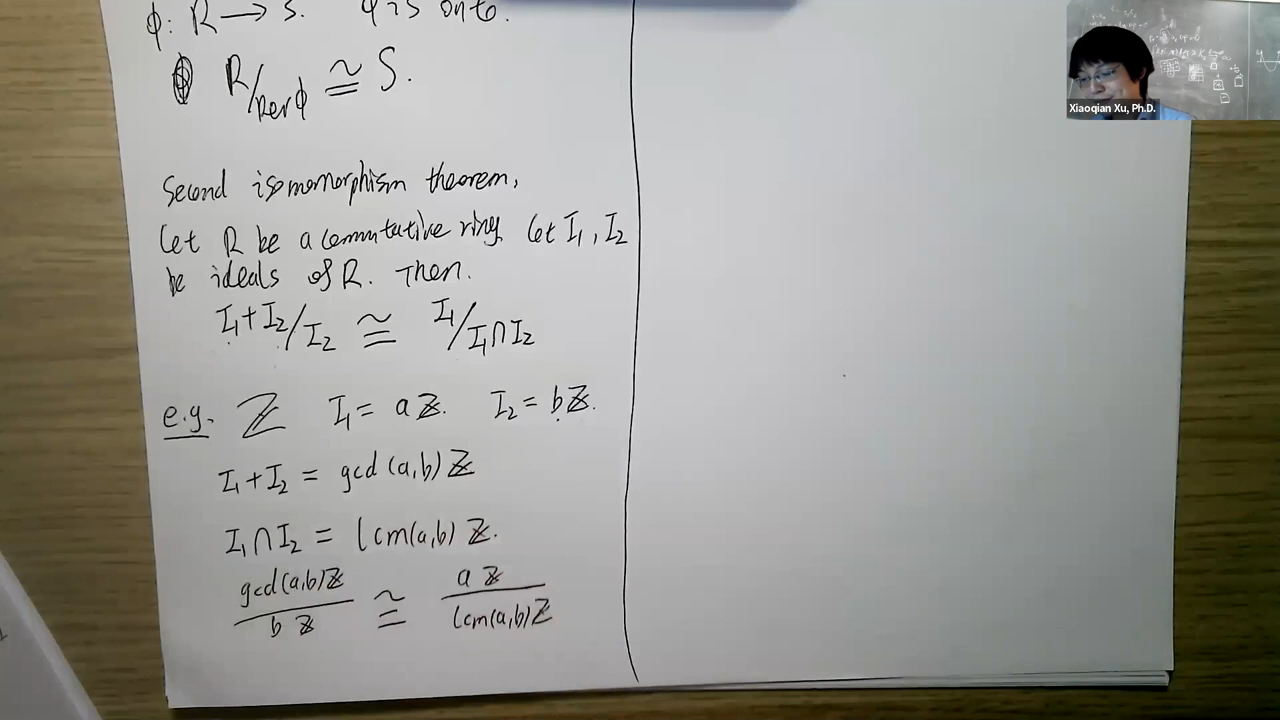 ϕ: R → S. φ is onto.
R/Kerϕ ≅ S.
Second isomomorphism theorem,
Let R be a commutative ring. Let I₁, I₂
be ideals of R. Then.
I₁+I₂/I₂ ≅ I₁/I₁∩I₂
e.g. ℤ I₁ = aℤ. I₂ = bℤ.
I₁+I₂ = gcd(a,b)ℤ
I₁∩I₂ = lcm(a,b)ℤ.
gcd(a,b)ℤ/bℤ ≅ aℤ/lcm(a,b)ℤ
Xiaoqian Xu, Ph.D.